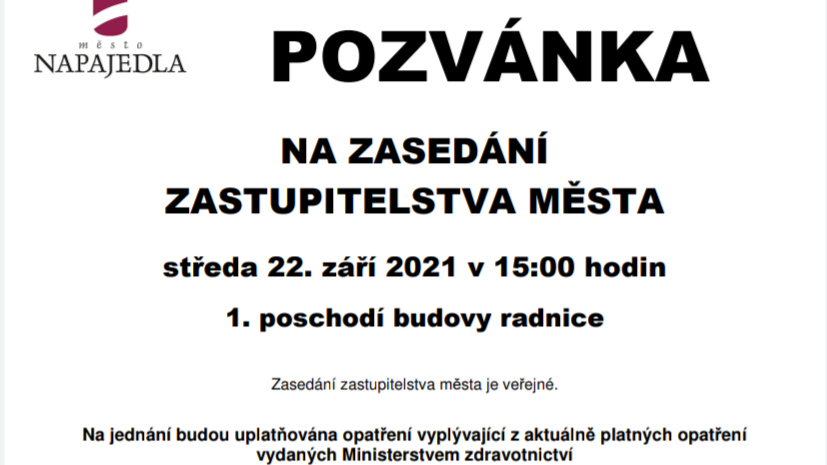 město
NAPAJEDLA
POZVÁNKA
NA ZASEDÁNÍ
ZASTUPITELSTVA MĚSTA
středa 22. září 2021 v 15:00 hodin
1. poschodí budovy radnice
Zasedání zastupitelstva města je veřejné.
Na jednání budou uplatňována opatření vyplývající z aktuálně platných opatření
vydaných Ministerstvem zdravotnictví